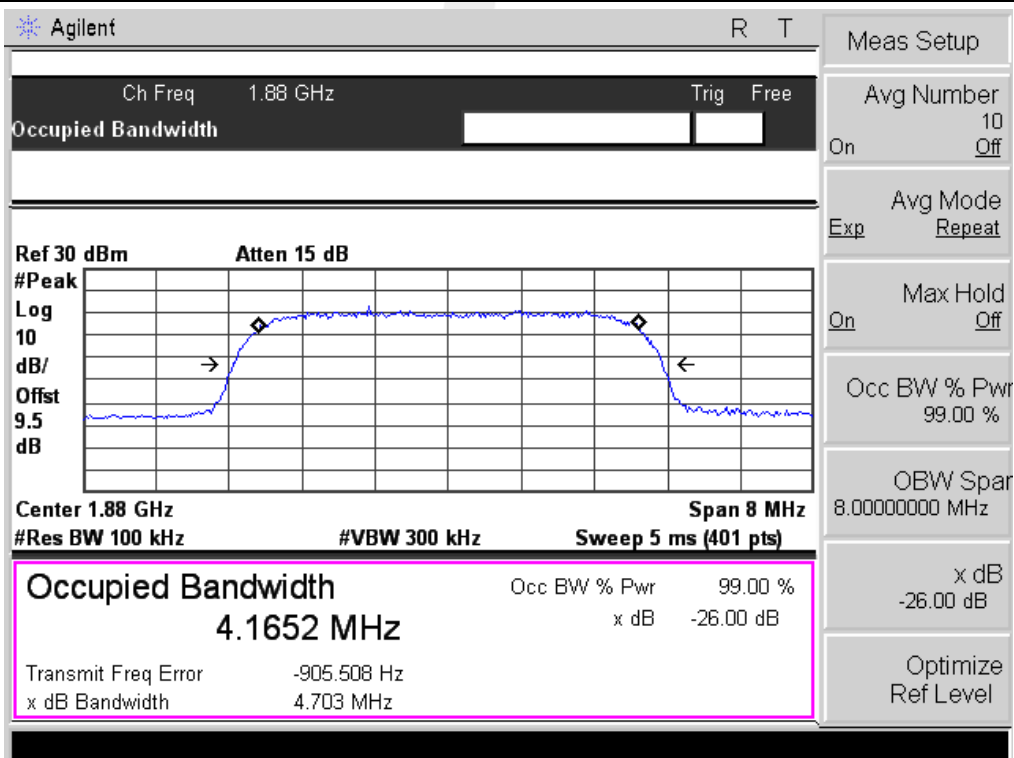 Agilent R T
Ch Freq 1.88 GHz Trig Free
Occupied Bandwidth
Ref 30 dBm Atten 15 dB
#Peak
Log
10
dB/
Offst
9.5
dB
Center 1.88 GHz Span 8 MHz
#Res BW 100 kHz #VBW 300 kHz Sweep 5 ms (401 pts)
Occupied Bandwidth Occ BW % Pwr 99.00 %
4.1652 MHz x dB -26.00 dB
Transmit Freq Error -905.508 Hz
x dB Bandwidth 4.703 MHz
Meas Setup
Avg Number
10
On Off
Avg Mode
Exp Repeat
Max Hold
On Off
Occ BW % Pwr
99.00 %
OBW Span
8.00000000 MHz
x dB
-26.00 dB
Optimize
Ref Level